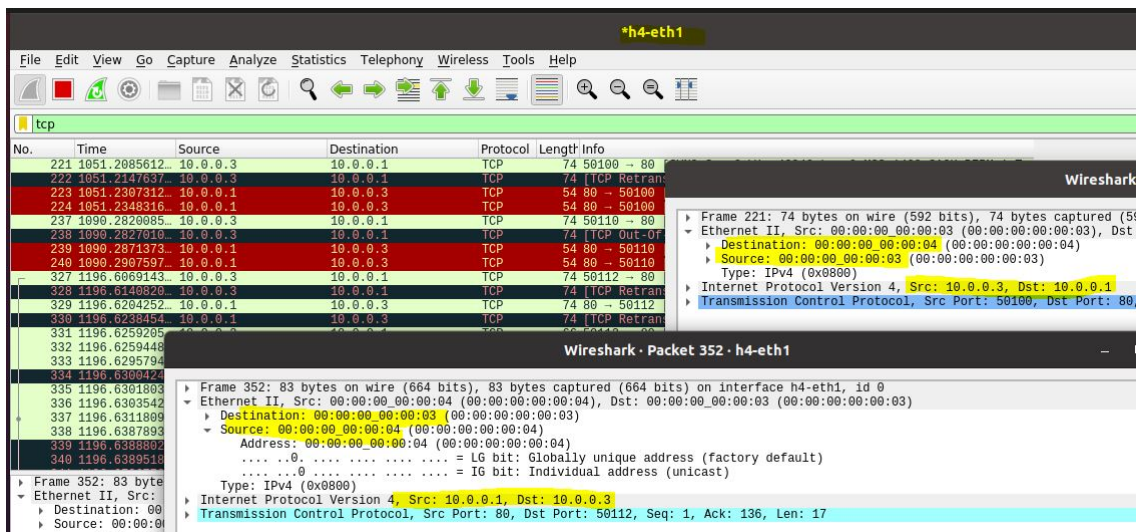 *h4-eth1
File Edit View Go Capture Analyze Statistics Telephony Wireless Tools Help
tcp
No. Time Source Destination Protocol Length Info
221 1051.2085612… 10.0.0.3 10.0.0.1 TCP 74 50100 → 80
222 1051.2147637… 10.0.0.3 10.0.0.1 TCP 74 [TCP Retrans
223 1051.2307312… 10.0.0.1 10.0.0.3 TCP 54 80 → 50100
224 1051.2348316… 10.0.0.1 10.0.0.3 TCP 54 80 → 50100
237 1090.2820085… 10.0.0.3 10.0.0.1 TCP 74 50110 → 80
238 1090.2827010… 10.0.0.3 10.0.0.1 TCP 74 [TCP Out-Of-
239 1090.2871373… 10.0.0.1 10.0.0.3 TCP 54 80 → 50110
240 1090.2907597… 10.0.0.1 10.0.0.3 TCP 54 80 → 50110
327 1196.6069143… 10.0.0.3 10.0.0.1 TCP 74 50112 → 80
328 1196.6140820… 10.0.0.3 10.0.0.1 TCP 74 [TCP Retrans
329 1196.6204252… 10.0.0.1 10.0.0.3 TCP 74 80 → 50112
330 1196.6238454… 10.0.0.1 10.0.0.3 TCP 74 [TCP Retran
331 1196.6259205
332 1196.6259448
333 1196.6295794
334 1196.6300424
335 1196.6301803
336 1196.6303542
337 1196.6311809
338 1196.6387893
339 1196.6388802
340 1196.6389518
Frame 352: 83 byte
Ethernet II, Src:
Destination: 00
Source: 00:00:0
Wireshark
Frame 221: 74 bytes on wire (592 bits), 74 bytes captured (59
Ethernet II, Src: 00:00:00_00:00:03 (00:00:00:00:00:03), Dst
Destination: 00:00:00_00:00:04 (00:00:00:00:00:04)
Source: 00:00:00_00:00:03 (00:00:00:00:00:03)
Type: IPv4 (0x0800)
Internet Protocol Version 4, Src: 10.0.0.3, Dst: 10.0.0.1
Transmission Control Protocol, Src Port: 50100, Dst Port: 80,
Wireshark · Packet 352 · h4-eth1
Frame 352: 83 bytes on wire (664 bits), 83 bytes captured (664 bits) on interface h4-eth1, id 0
Ethernet II, Src: 00:00:00_00:00:04 (00:00:00:00:00:04), Dst: 00:00:00_00:00:03 (00:00:00:00:00:03)
Destination: 00:00:00_00:00:03 (00:00:00:00:00:03)
Source: 00:00:00_00:00:04 (00:00:00:00:00:04)
Address: 00:00:00_00:00:04 (00:00:00:00:00:04)
.... ..0. .... .... .... .... = LG bit: Globally unique address (factory default)
.... ...0 .... .... .... .... = IG bit: Individual address (unicast)
Type: IPv4 (0x0800)
Internet Protocol Version 4, Src: 10.0.0.1, Dst: 10.0.0.3
Transmission Control Protocol, Src Port: 80, Dst Port: 50112, Seq: 1, Ack: 136, Len: 17